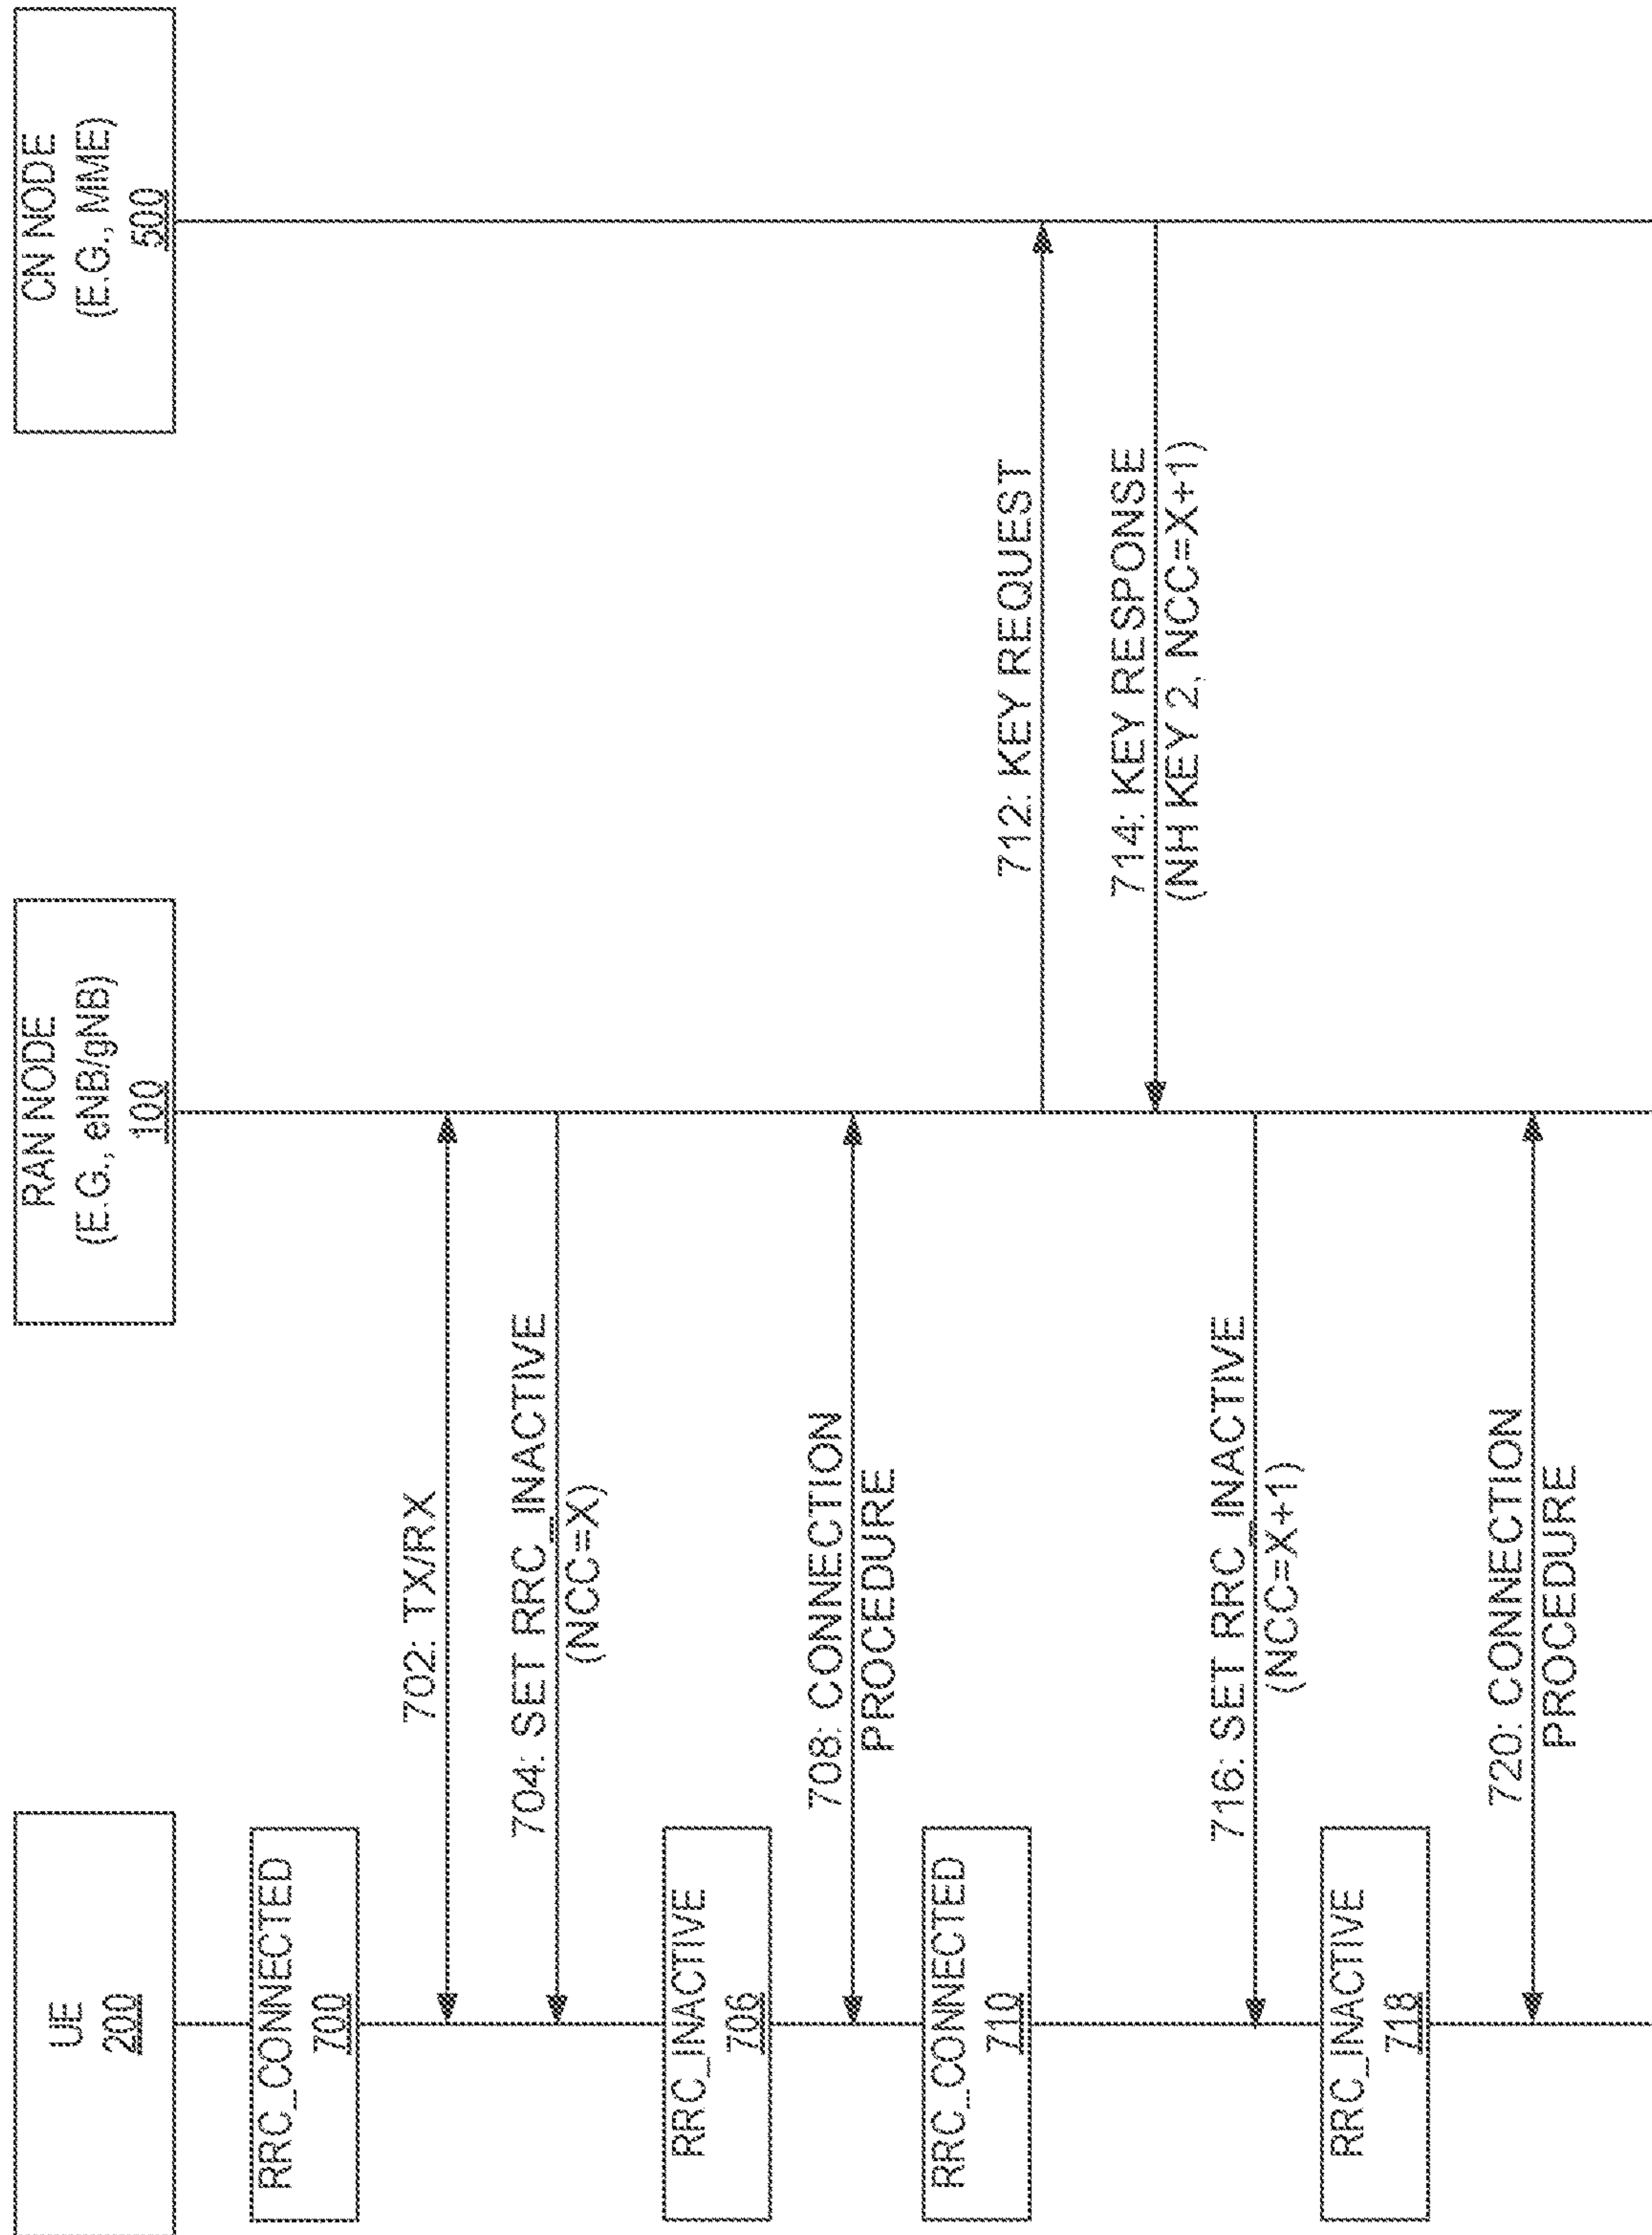 UE
200
RAN NODE
(E.G., eNB/gNB)
100
CN NODE
(E.G., MME)
500
RRC_CONNECTED
700
702: TX/RX
704: SET RRC_INACTIVE
(NCC=X)
RRC_INACTIVE
706
708: CONNECTION
PROCEDURE
RRC_CONNECTED
710
712: KEY REQUEST
714: KEY RESPONSE
(NH KEY 2, NCC=X+1)
716: SET RRC_INACTIVE
(NCC=X+1)
RRC_INACTIVE
718
720: CONNECTION
PROCEDURE